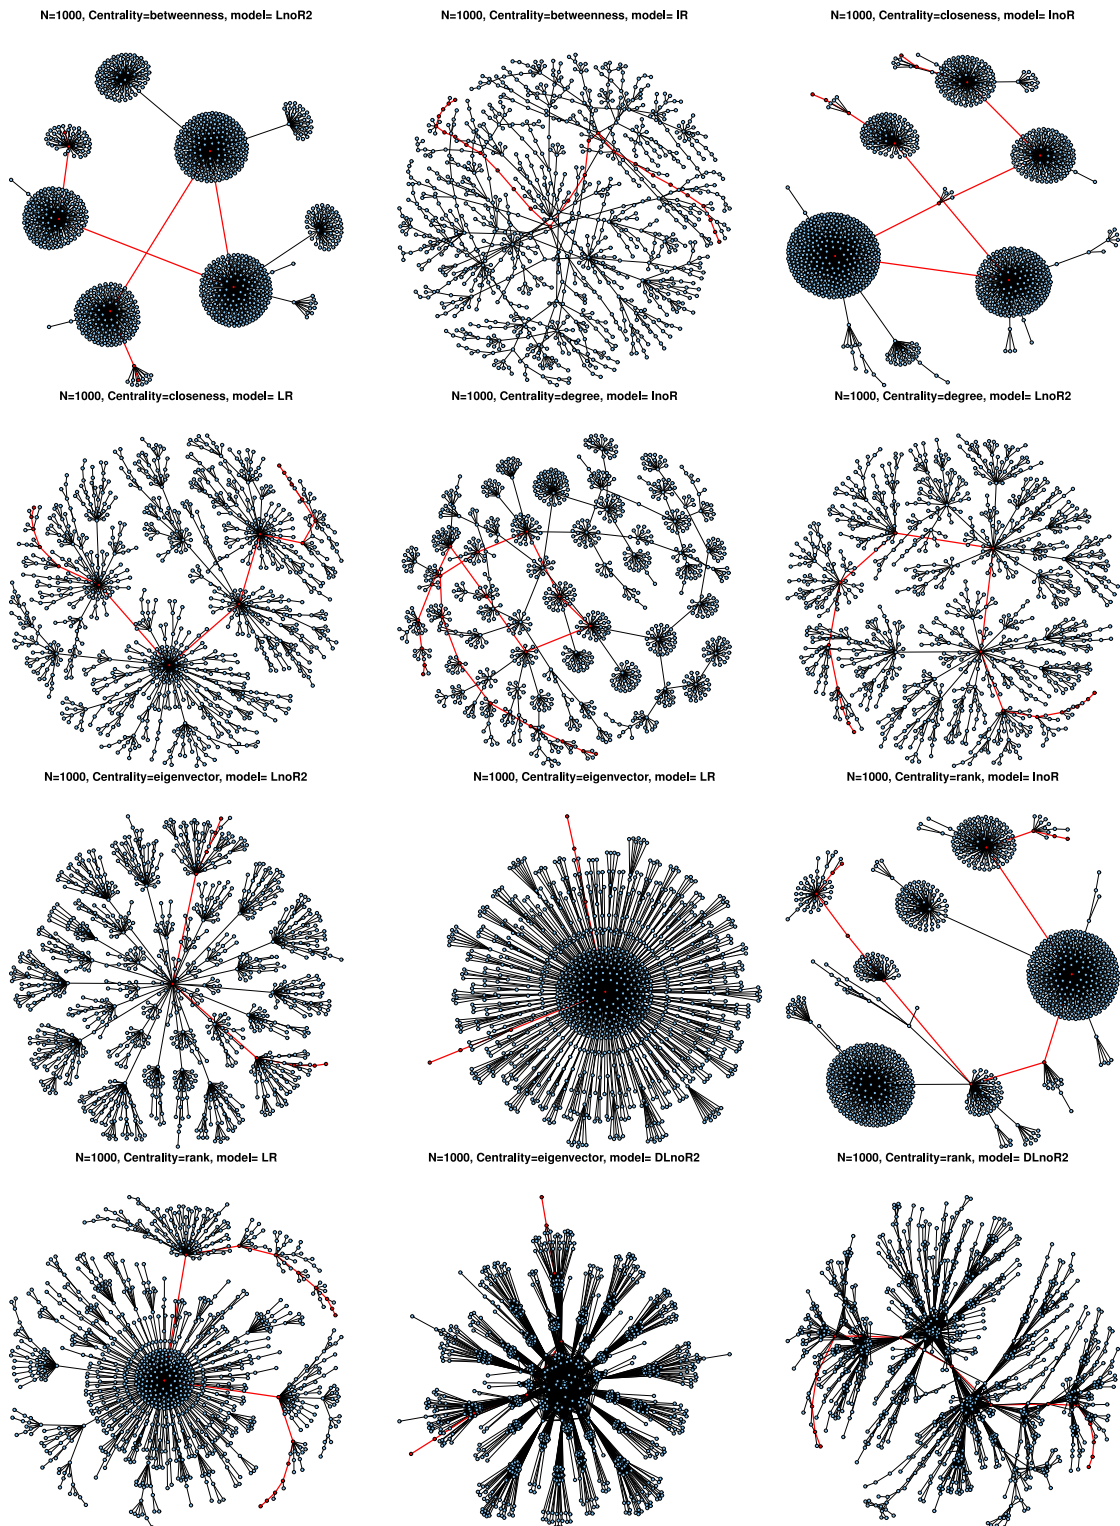 N=1000, Centrality=betweenness, model= LnoR2
N=1000, Centrality=betweenness, model= IR
N=1000, Centrality=closeness, model= InoR
N=1000, Centrality=closeness, model= LR
N=1000, Centrality=degree, model= InoR
N=1000, Centrality=degree, model= LnoR2
N=1000, Centrality=eigenvector, model= LnoR2
N=1000, Centrality=eigenvector, model= LR
N=1000, Centrality=rank, model= InoR
N=1000, Centrality=rank, model= LR
N=1000, Centrality=eigenvector, model= DLnoR2
N=1000, Centrality=rank, model= DLnoR2